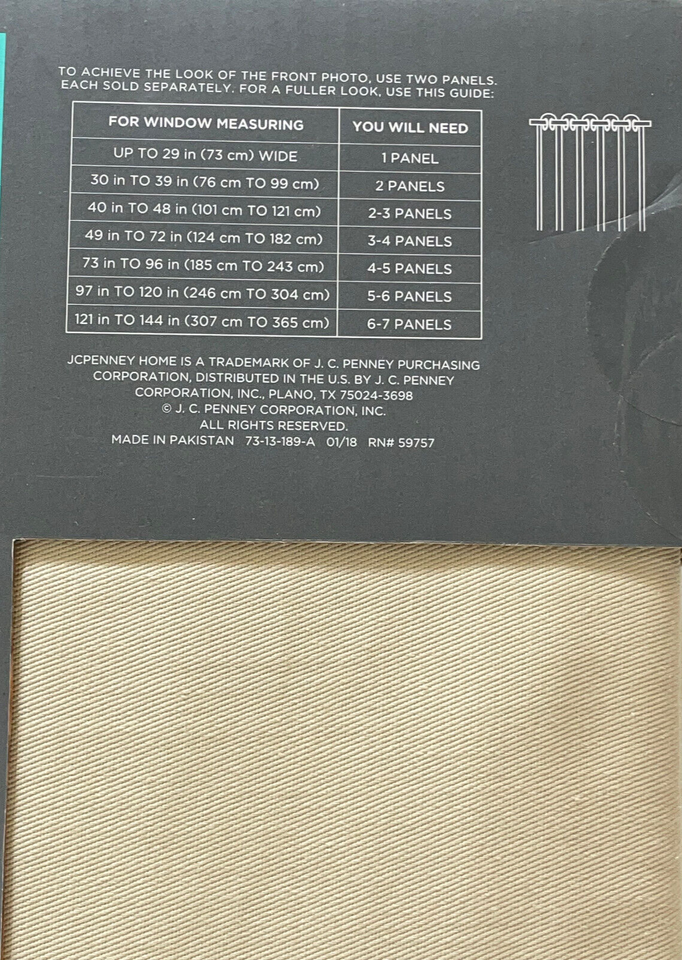 TO ACHIEVE THE LOOK OF THE FRONT PHOTO, USE TWO PANELS.
EACH SOLD SEPARATELY. FOR A FULLER LOOK, USE THIS GUIDE:
FOR WINDOW MEASURING YOU WILL NEED
UP TO 29 in (73 cm) WIDE 1 PANEL
30 in TO 39 in (76 cm TO 99 cm) 2 PANELS
40 in TO 48 in (101 cm TO 121 cm) 2-3 PANELS
49 in TO 72 in (124 cm TO 182 cm) 3-4 PANELS
73 in TO 96 in (185 cm TO 243 cm) 4-5 PANELS
97 in TO 120 in (246 cm TO 304 cm) 5-6 PANELS
121 in TO 144 in (307 cm TO 365 cm) 6-7 PANELS
JCPENNEY HOME IS A TRADEMARK OF J. C. PENNEY PURCHASING
CORPORATION, DISTRIBUTED IN THE U.S. BY J. C. PENNEY
CORPORATION, INC., PLANO, TX 75024-3698
© J. C. PENNEY CORPORATION, INC.
ALL RIGHTS RESERVED.
MADE IN PAKISTAN 73-13-189-A 01/18 RN# 59757